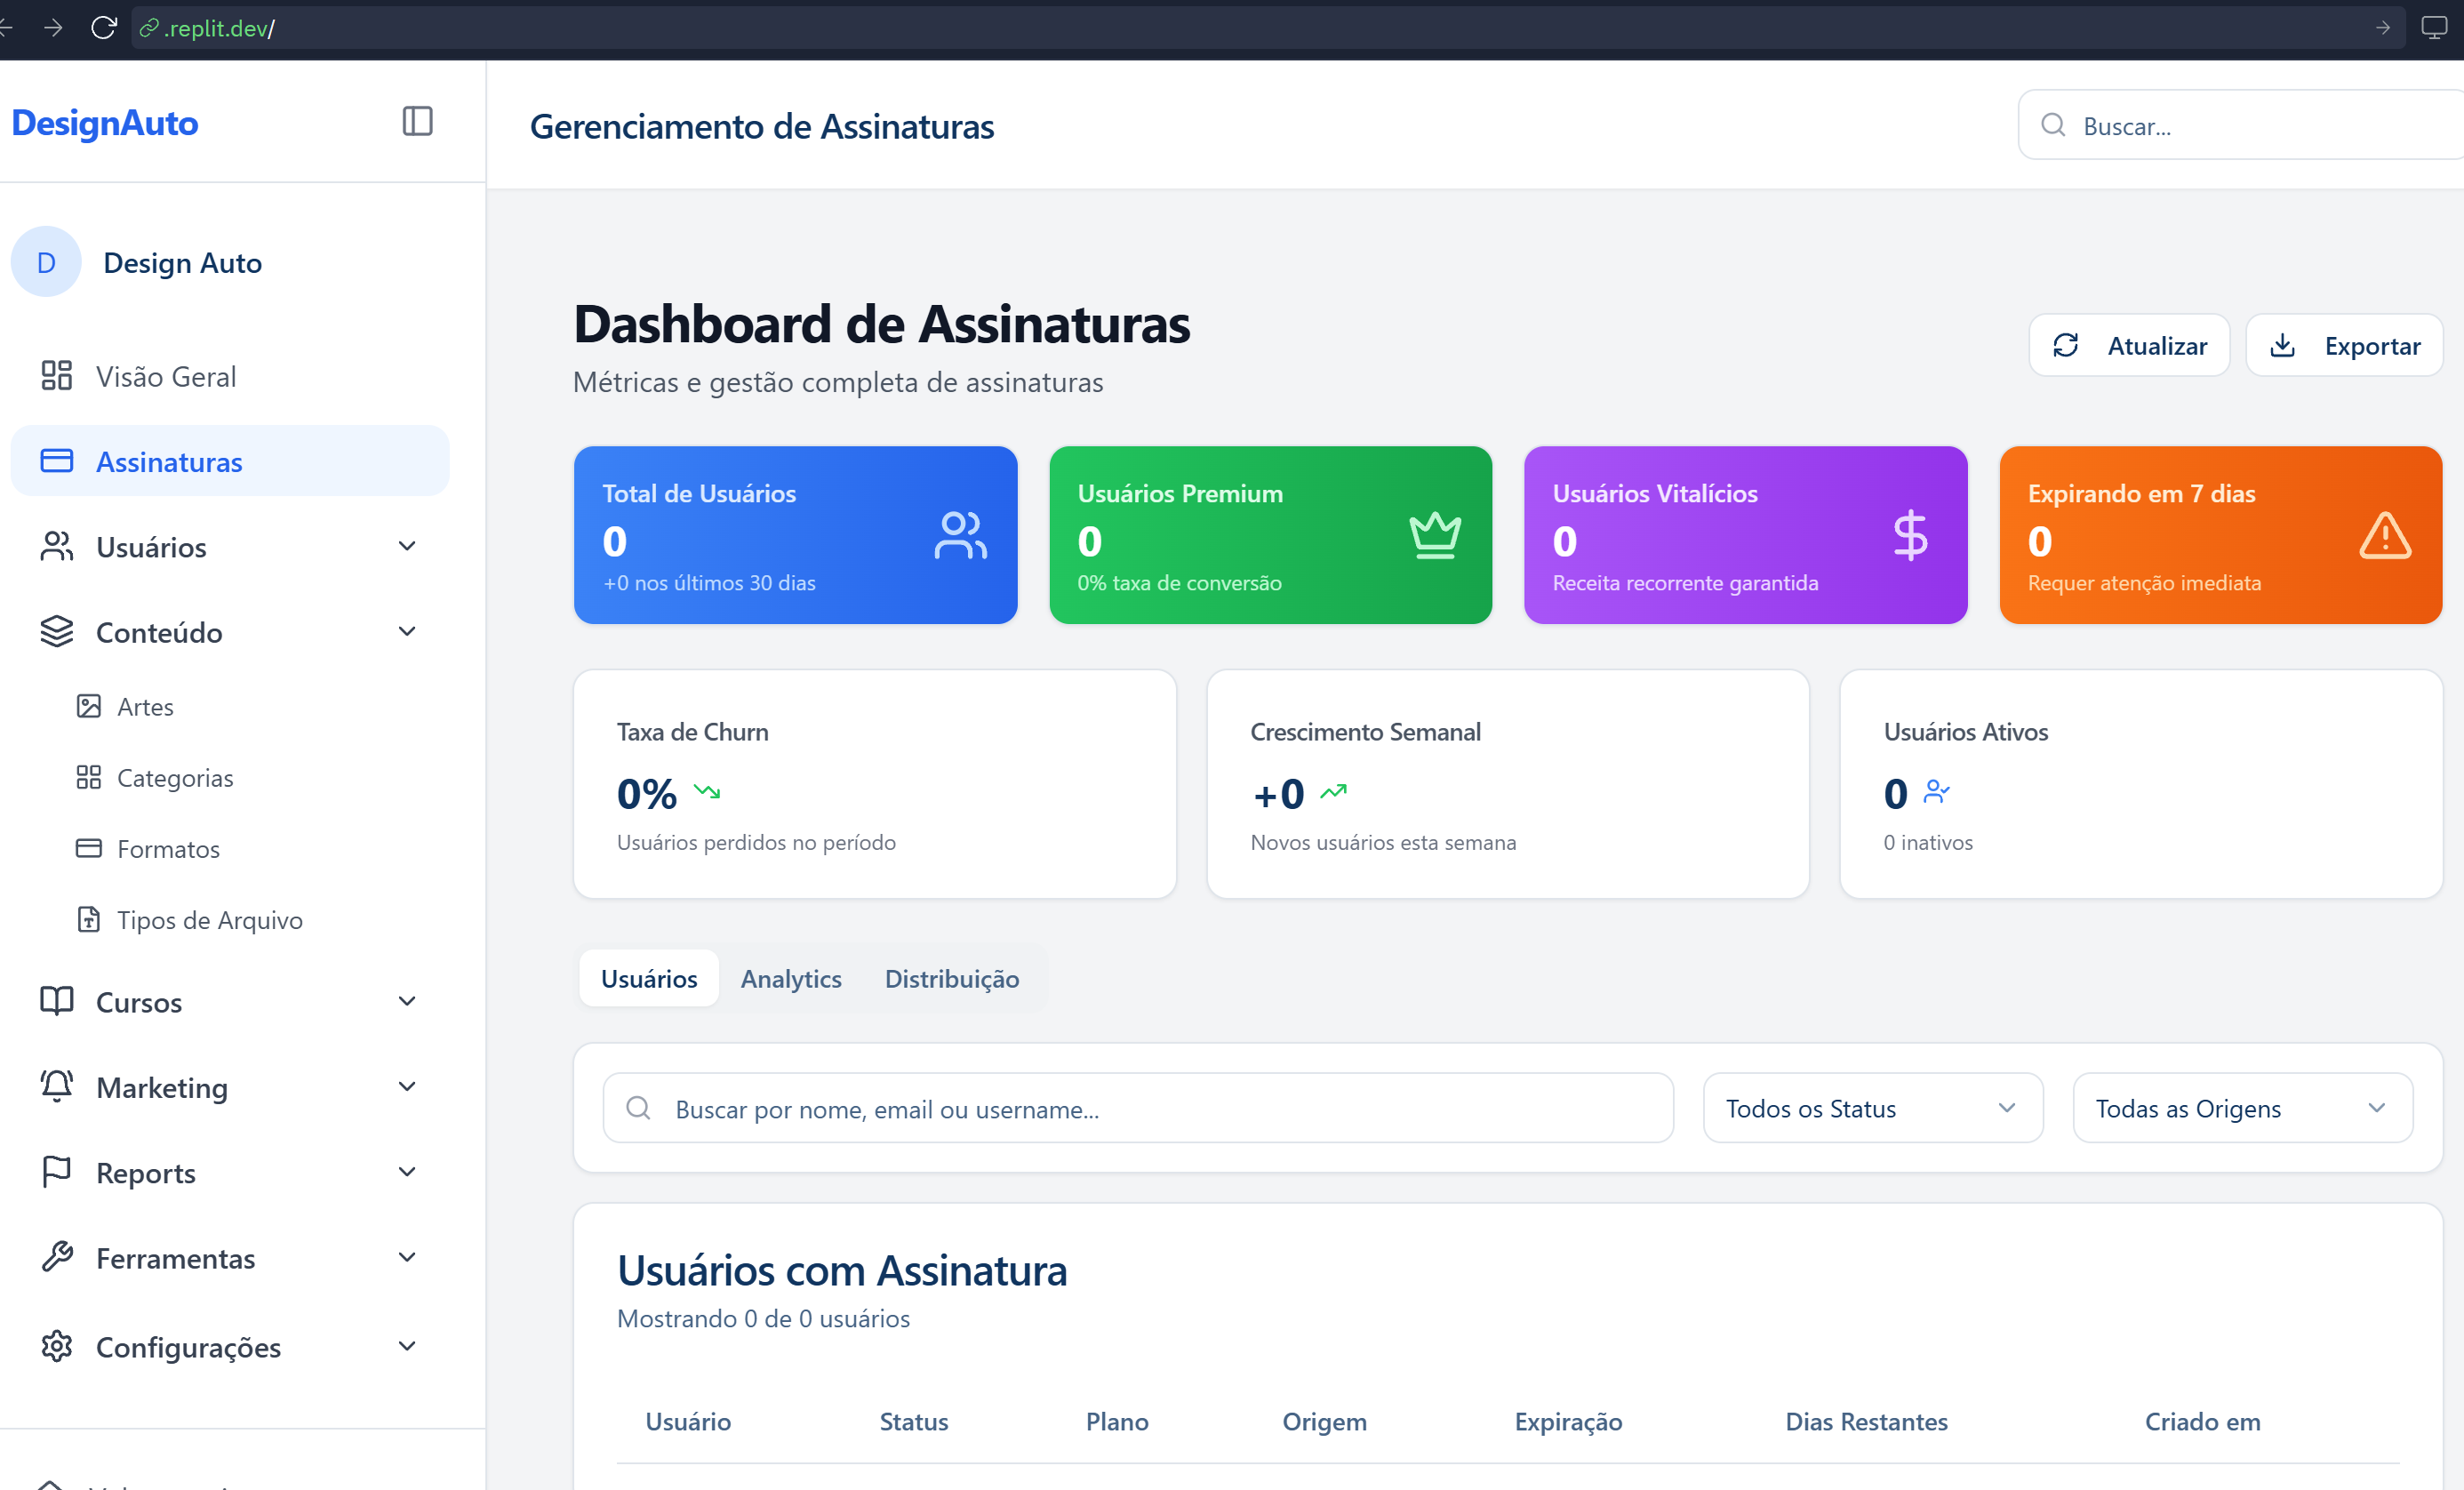 .replit.dev/
DesignAuto
Gerenciamento de Assinaturas
Buscar...
D
Design Auto
Visão Geral
Assinaturas
Usuários
Conteúdo
Artes
Categorias
Formatos
Tipos de Arquivo
Cursos
Marketing
Reports
Ferramentas
Configurações
Dashboard de Assinaturas
Métricas e gestão completa de assinaturas
Atualizar
Exportar
Total de Usuários
0
+0 nos últimos 30 dias
Usuários Premium
0
0% taxa de conversão
Usuários Vitalícios
0
Receita recorrente garantida
Expirando em 7 dias
0
Requer atenção imediata
Taxa de Churn
0%
Usuários perdidos no período
Crescimento Semanal
+0
Novos usuários esta semana
Usuários Ativos
0
0 inativos
Usuários
Analytics
Distribuição
Buscar por nome, email ou username...
Todos os Status
Todas as Origens
Usuários com Assinatura
Mostrando 0 de 0 usuários
Usuário
Status
Plano
Origem
Expiração
Dias Restantes
Criado em